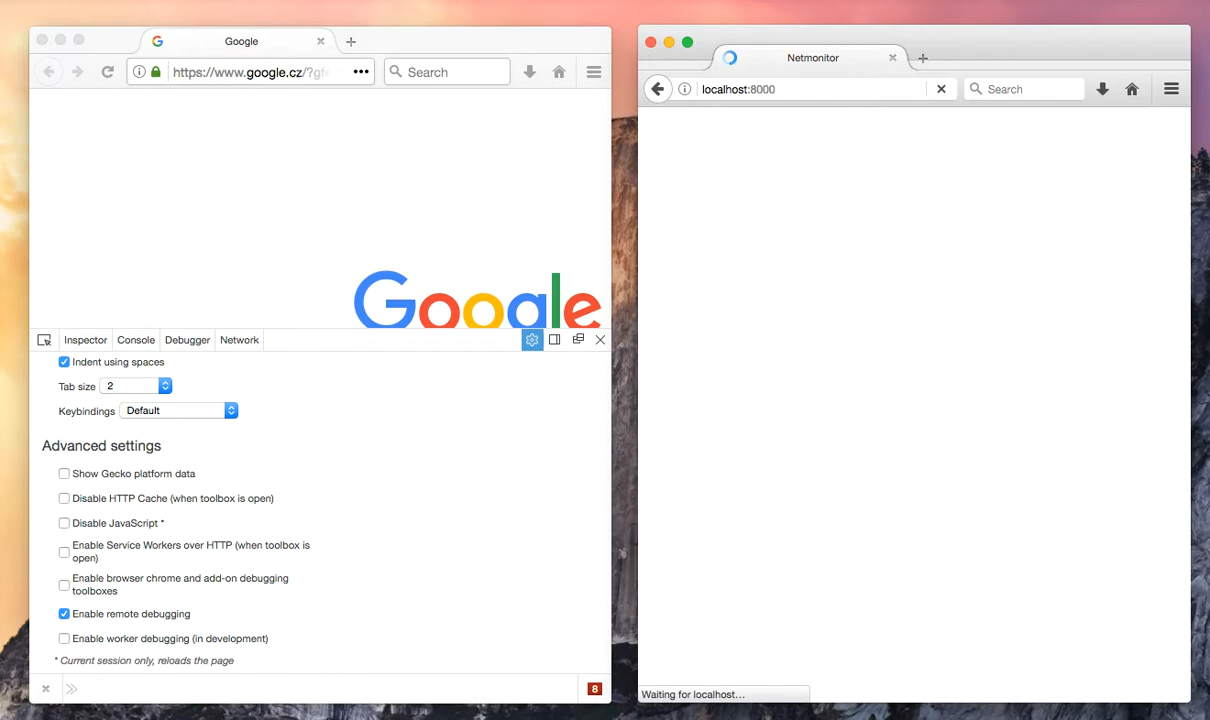 Google
https://www.google.cz/?gfe
Search
Google
Inspector
Console
Debugger
Network
Indent using spaces
Tab size
2
Keybindings
Default
Advanced settings
Show Gecko platform data
Disable HTTP Cache (when toolbox is open)
Disable JavaScript *
Enable Service Workers over HTTP (when toolbox is
open)
Enable browser chrome and add-on debugging
toolboxes
Enable remote debugging
Enable worker debugging (in development)
* Current session only, reloads the page
8
Netmonitor
localhost:8000
Search
Waiting for localhost…